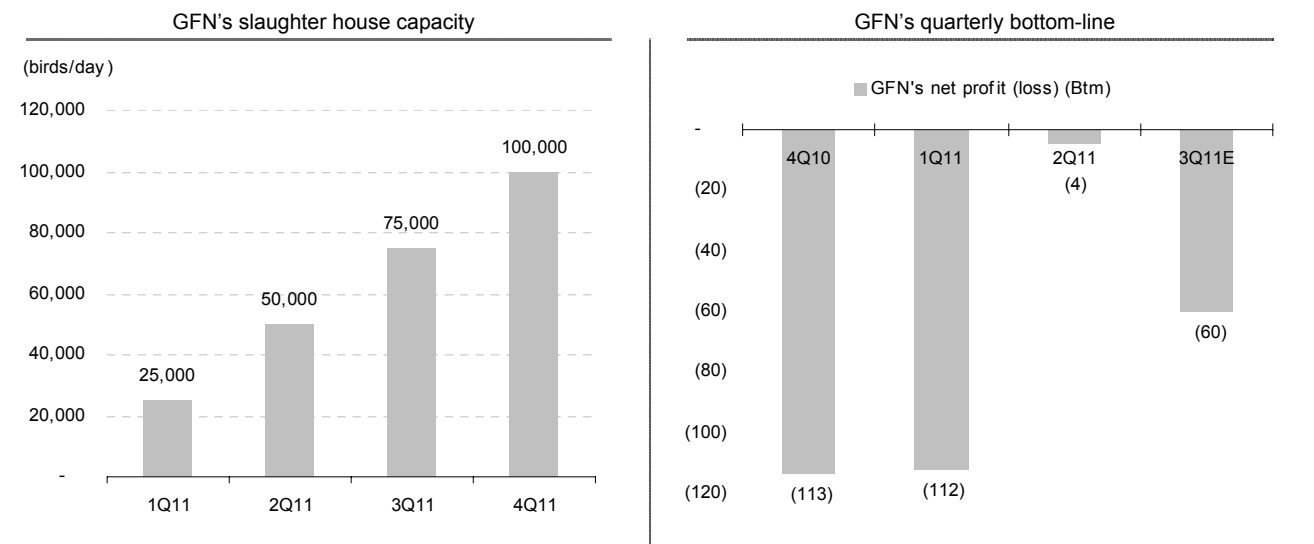 GFN's slaughter house capacity
(birds/day)
120,000
100,000
80,000
60,000
40,000
20,000
-
25,000
50,000
75,000
100,000
1Q11
2Q11
3Q11
4Q11
GFN's quarterly bottom-line
GFN's net profit (loss) (Btm)
-
(20)
(40)
(60)
(80)
(100)
(120)
4Q10
1Q11
2Q11
3Q11E
(113)
(112)
(4)
(60)